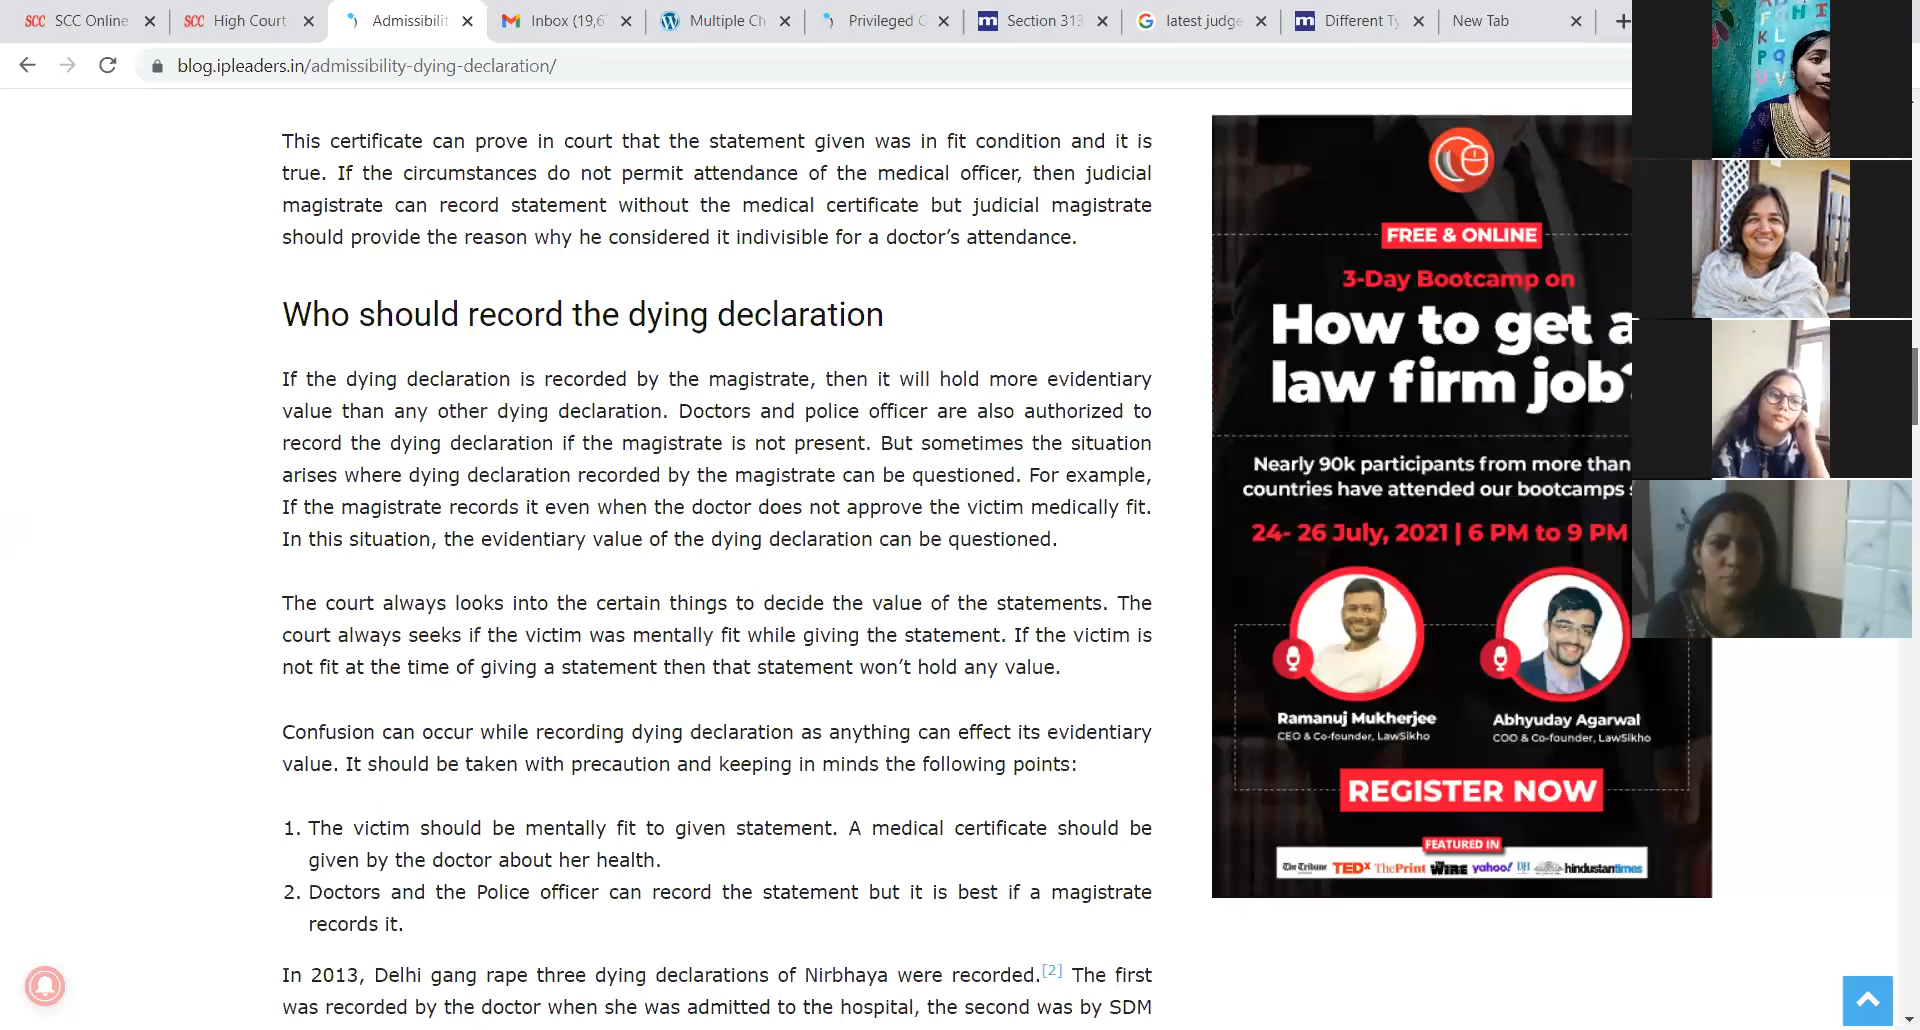 SCC Online
High Court
Admissibilit
Inbox (19,6
Multiple Ch
Privileged C
Section 313
latest judge
Different Ty
New Tab
blog.ipleaders.in/admissibility-dying-declaration/
This certificate can prove in court that the statement given was in fit condition and it is
true. If the circumstances do not permit attendance of the medical officer, then judicial
magistrate can record statement without the medical certificate but judicial magistrate
should provide the reason why he considered it indivisible for a doctor’s attendance.
Who should record the dying declaration
If the dying declaration is recorded by the magistrate, then it will hold more evidentiary
value than any other dying declaration. Doctors and police officer are also authorized to
record the dying declaration if the magistrate is not present. But sometimes the situation
arises where dying declaration recorded by the magistrate can be questioned. For example,
If the magistrate records it even when the doctor does not approve the victim medically fit.
In this situation, the evidentiary value of the dying declaration can be questioned.
The court always looks into the certain things to decide the value of the statements. The
court always seeks if the victim was mentally fit while giving the statement. If the victim is
not fit at the time of giving a statement then that statement won’t hold any value.
Confusion can occur while recording dying declaration as anything can effect its evidentiary
value. It should be taken with precaution and keeping in minds the following points:
1. The victim should be mentally fit to given statement. A medical certificate should be
given by the doctor about her health.
2. Doctors and the Police officer can record the statement but it is best if a magistrate
records it.
In 2013, Delhi gang rape three dying declarations of Nirbhaya were recorded.[2] The first
was recorded by the doctor when she was admitted to the hospital, the second was by SDM
FREE & ONLINE
3-Day Bootcamp on
How to get a
law firm job?
Nearly 90k participants from more than
countries have attended our bootcamps
24- 26 July, 2021 | 6 PM to 9 PM
Ramanuj Mukherjee
CEO & Co-founder, LawSikho
Abhyuday Agarwal
COO & Co-founder, LawSikho
REGISTER NOW
FEATURED IN
The Tribune TEDx ThePrint THE WIRE yahoo! DH hindustantimes